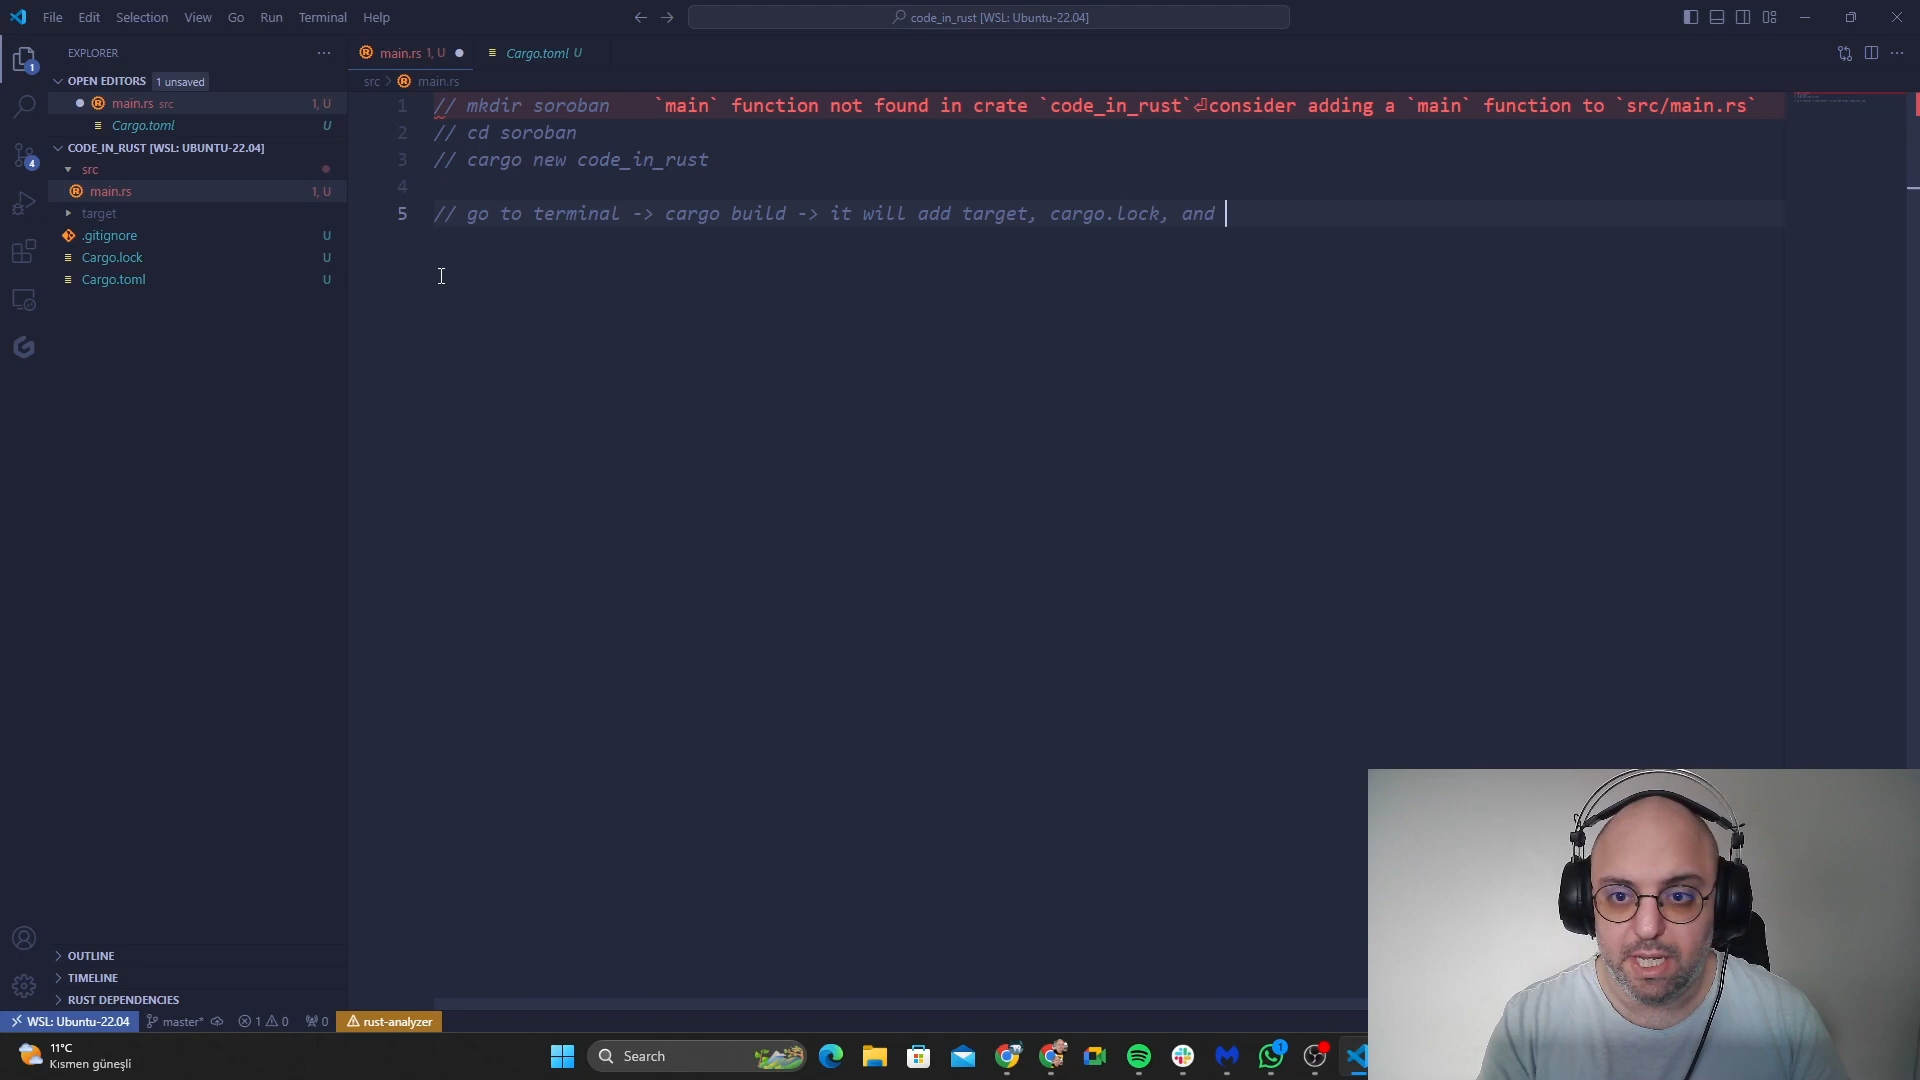 File Edit Selection View Go Run Terminal Help
code_in_rust [WSL: Ubuntu-22.04]
EXPLORER
main.rs 1, U
Cargo.toml U
1
OPEN EDITORS 1 unsaved
src main.rs
main.rs src 1, U
Cargo.toml U
CODE_IN_RUST [WSL: UBUNTU-22.04]
src
main.rs 1, U
target
.gitignore U
Cargo.lock U
Cargo.toml U
4
1 // mkdir soroban `main` function not found in crate `code_in_rust`⏎consider adding a `main` function to `src/main.rs`
2 // cd soroban
3 // cargo new code_in_rust
4
5 // go to terminal -> cargo build -> it will add target, cargo.lock, and
OUTLINE
TIMELINE
RUST DEPENDENCIES
WSL: Ubuntu-22.04 master* 1 0 0 rust-analyzer
11°C
Kısmen güneşli
Search
1